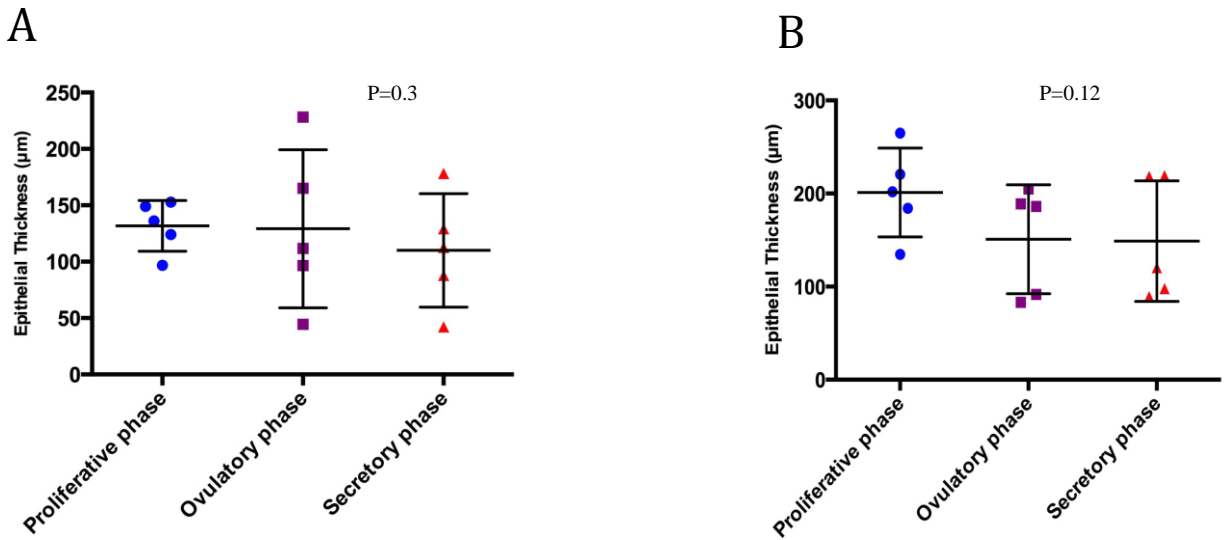 A
P=0.3
Epithelial Thickness (µm)
250
200
150
100
50
0
Proliferative phase
Ovulatory phase
Secretory phase
B
P=0.12
Epithelial Thickness (µm)
300
200
100
0
Proliferative phase
Ovulatory phase
Secretory phase